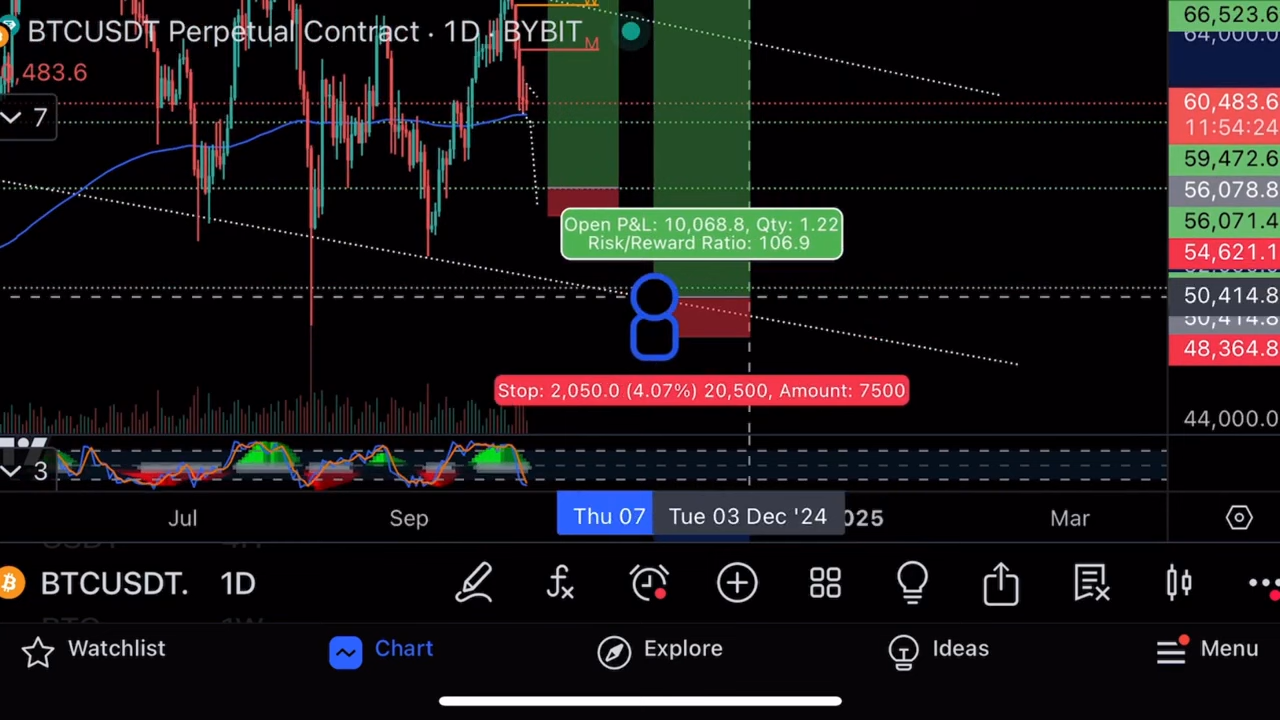 W
BTCUSDT Perpetual Contract · 1D · BYBIT
M
,483.6
7
66,523.6
64,000.0
60,483.6
11:54:24
59,472.6
56,078.8
56,071.4
54,621.1
50,414.8
50,414.8
48,364.8
44,000.0
Open P&L: 10,068.8, Qty: 1.22
Risk/Reward Ratio: 106.9
Stop: 2,050.0 (4.07%) 20,500, Amount: 7500
3
Jul
Sep
Thu 07
Tue 03 Dec '24
2025
Mar
BTCUSDT. 1D
Watchlist
Chart
Explore
Ideas
Menu